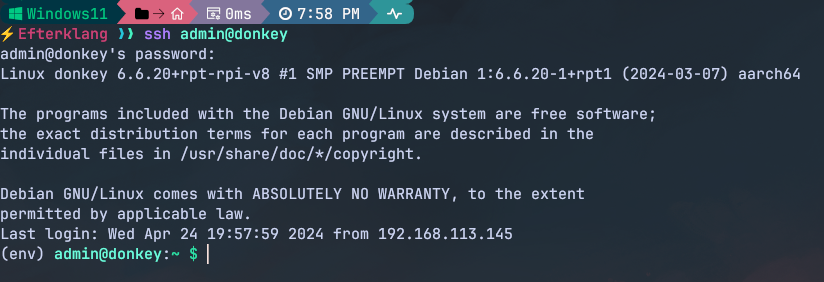 Windows11 → 0ms 7:58 PM
⚡Efterklang ❯❯ ssh admin@donkey
admin@donkey's password:
Linux donkey 6.6.20+rpt-rpi-v8 #1 SMP PREEMPT Debian 1:6.6.20-1+rpt1 (2024-03-07) aarch64
The programs included with the Debian GNU/Linux system are free software;
the exact distribution terms for each program are described in the
individual files in /usr/share/doc/*/copyright.
Debian GNU/Linux comes with ABSOLUTELY NO WARRANTY, to the extent
permitted by applicable law.
Last login: Wed Apr 24 19:57:59 2024 from 192.168.113.145
(env) admin@donkey:~ $